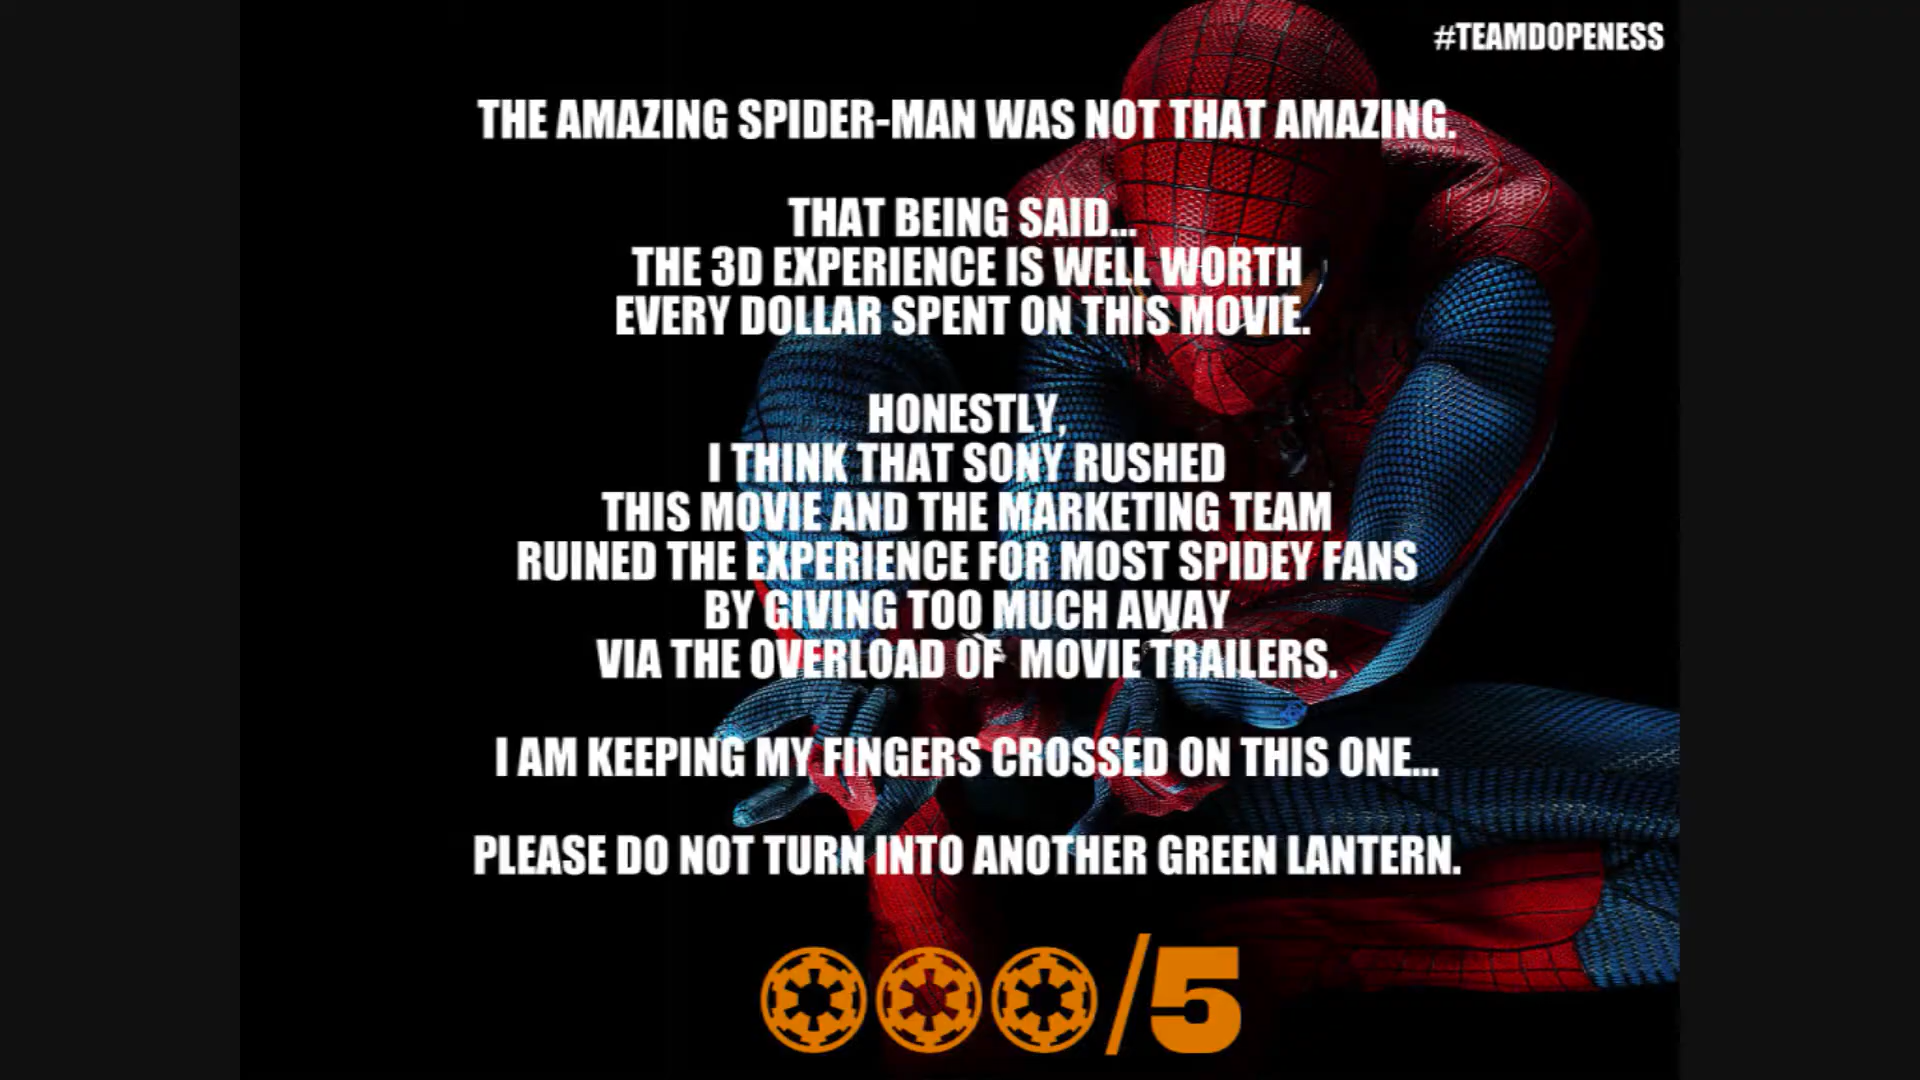 #TEAMDOPENESS
THE AMAZING SPIDER-MAN WAS NOT THAT AMAZING.
THAT BEING SAID...
THE 3D EXPERIENCE IS WELL WORTH
EVERY DOLLAR SPENT ON THIS MOVIE.
HONESTLY,
I THINK THAT SONY RUSHED
THIS MOVIE AND THE MARKETING TEAM
RUINED THE EXPERIENCE FOR MOST SPIDEY FANS
BY GIVING TOO MUCH AWAY
VIA THE OVERLOAD OF MOVIE TRAILERS.
I AM KEEPING MY FINGERS CROSSED ON THIS ONE...
PLEASE DO NOT TURN INTO ANOTHER GREEN LANTERN.
/5